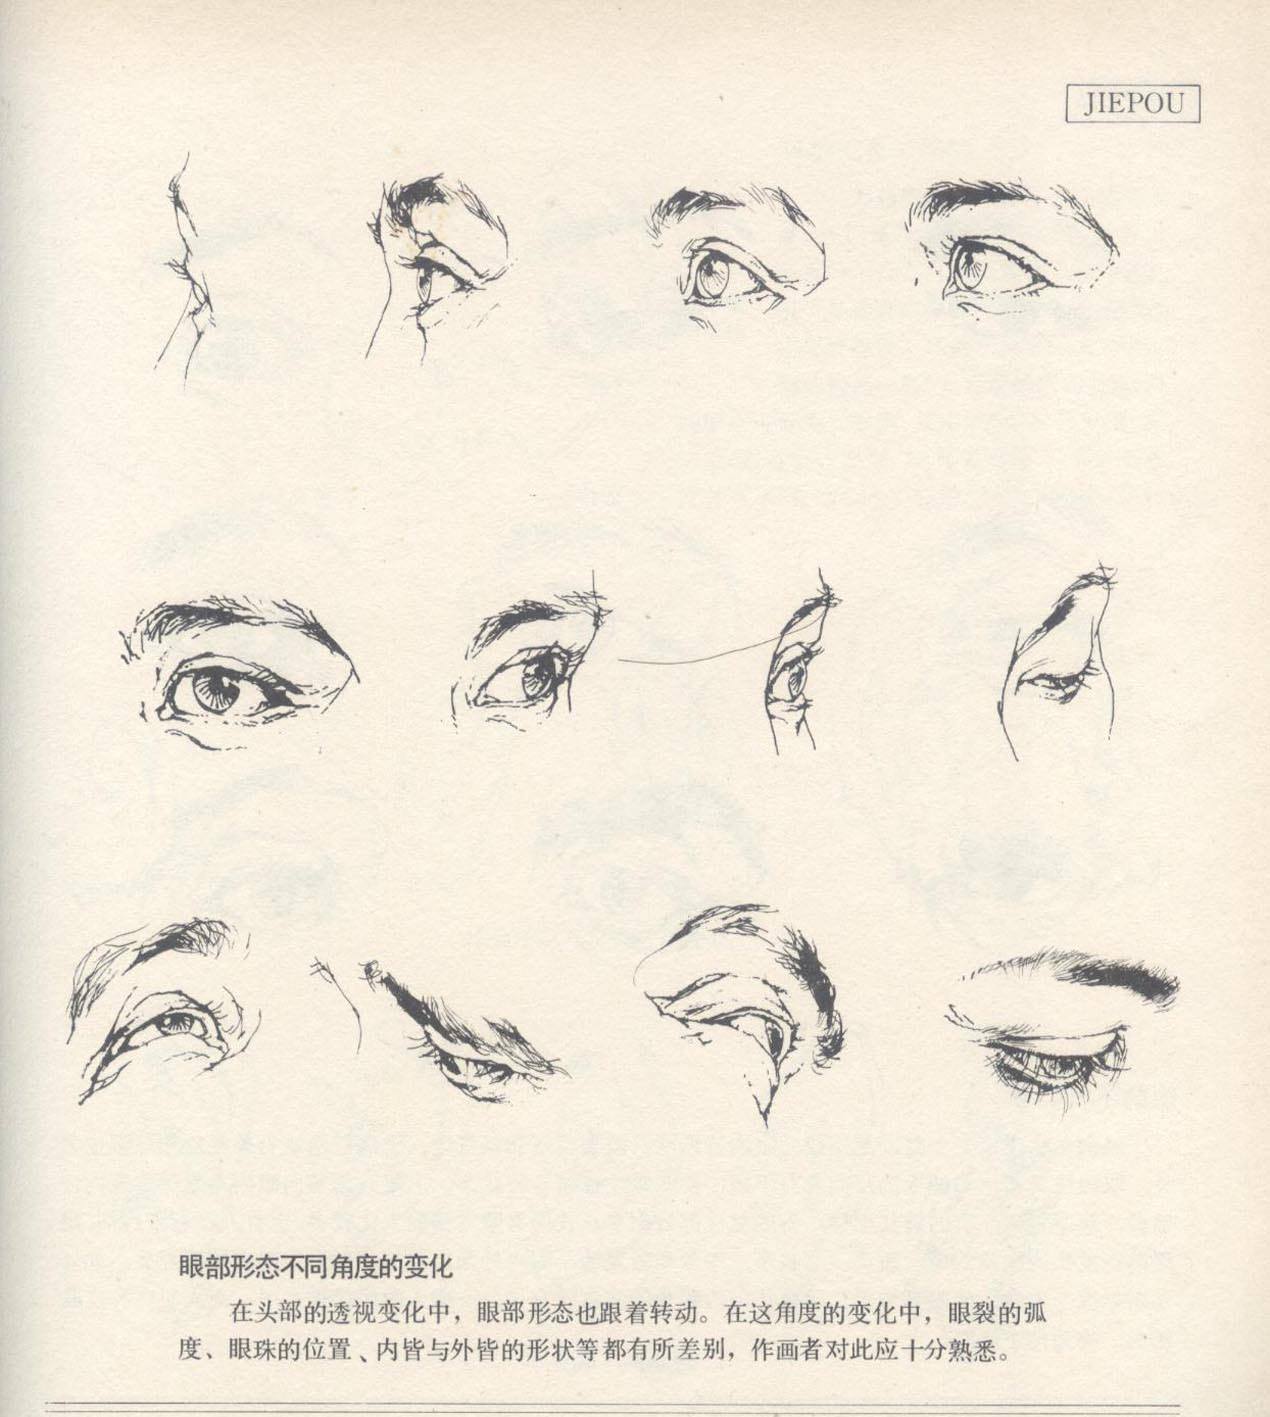 JIEPOU
眼部形态不同角度的变化
在头部的透视变化中，眼部形态也跟着转动。在这角度的变化中，眼裂的弧
度、眼珠的位置、内皆与外皆的形状等都有所差别，作画者对此应十分熟悉。